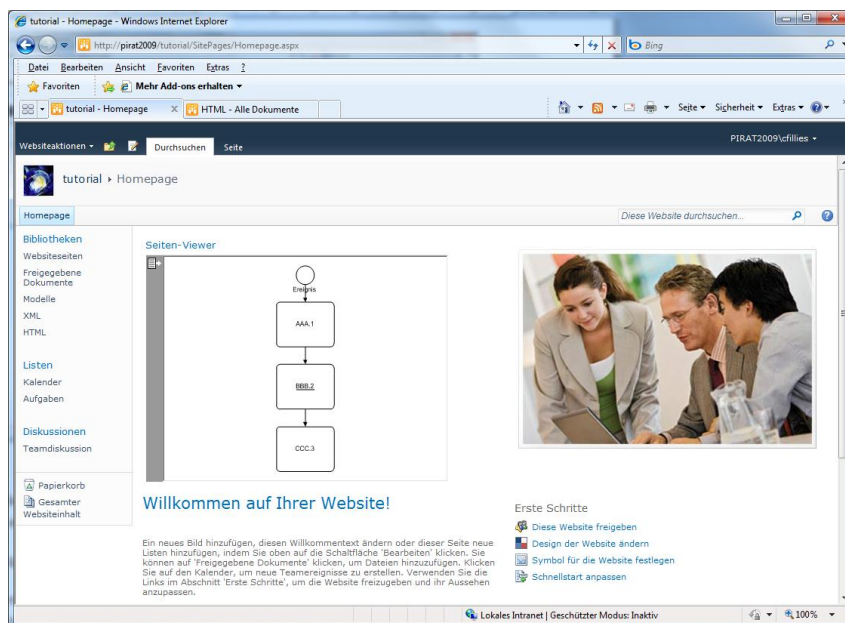 tutorial - Homepage - Windows Internet Explorer
http://pirat2009/tutorial/SitePages/Homepage.aspx
Bing
Datei Bearbeiten Ansicht Favoriten Extras ?
Favoriten Mehr Add-ons erhalten
tutorial - Homepage X HTML - Alle Dokumente
Seite Sicherheit Extras
PIRAT2009\cfillies
Websiteaktionen Durchsuchen Seite
tutorial Homepage
Homepage
Diese Website durchsuchen...
Bibliotheken
Websiteseiten
Freigegebene
Dokumente
Modelle
XML
HTML
Listen
Kalender
Aufgaben
Diskussionen
Teamdiskussion
Papierkorb
Gesamter
Websiteinhalt
Seiten-Viewer
Ereignis
AAA.1
BBB.2
CCC.3
Willkommen auf Ihrer Website!
Ein neues Bild hinzufügen, diesen Willkommentext ändern oder dieser Seite neue
Listen hinzufügen, indem Sie oben auf die Schaltfläche 'Bearbeiten' klicken. Sie
können auf 'Freigegebene Dokumente' klicken, um Dateien hinzuzufügen. Klicken
Sie auf den Kalender, um neue Teamereignisse zu erstellen. Verwenden Sie die
Links im Abschnitt 'Erste Schritte', um die Website freizugeben und ihr Aussehen
anzupassen.
Erste Schritte
Diese Website freigeben
Design der Website ändern
Symbol für die Website festlegen
Schnellstart anpassen
Lokales Intranet | Geschützter Modus: Inaktiv
100%